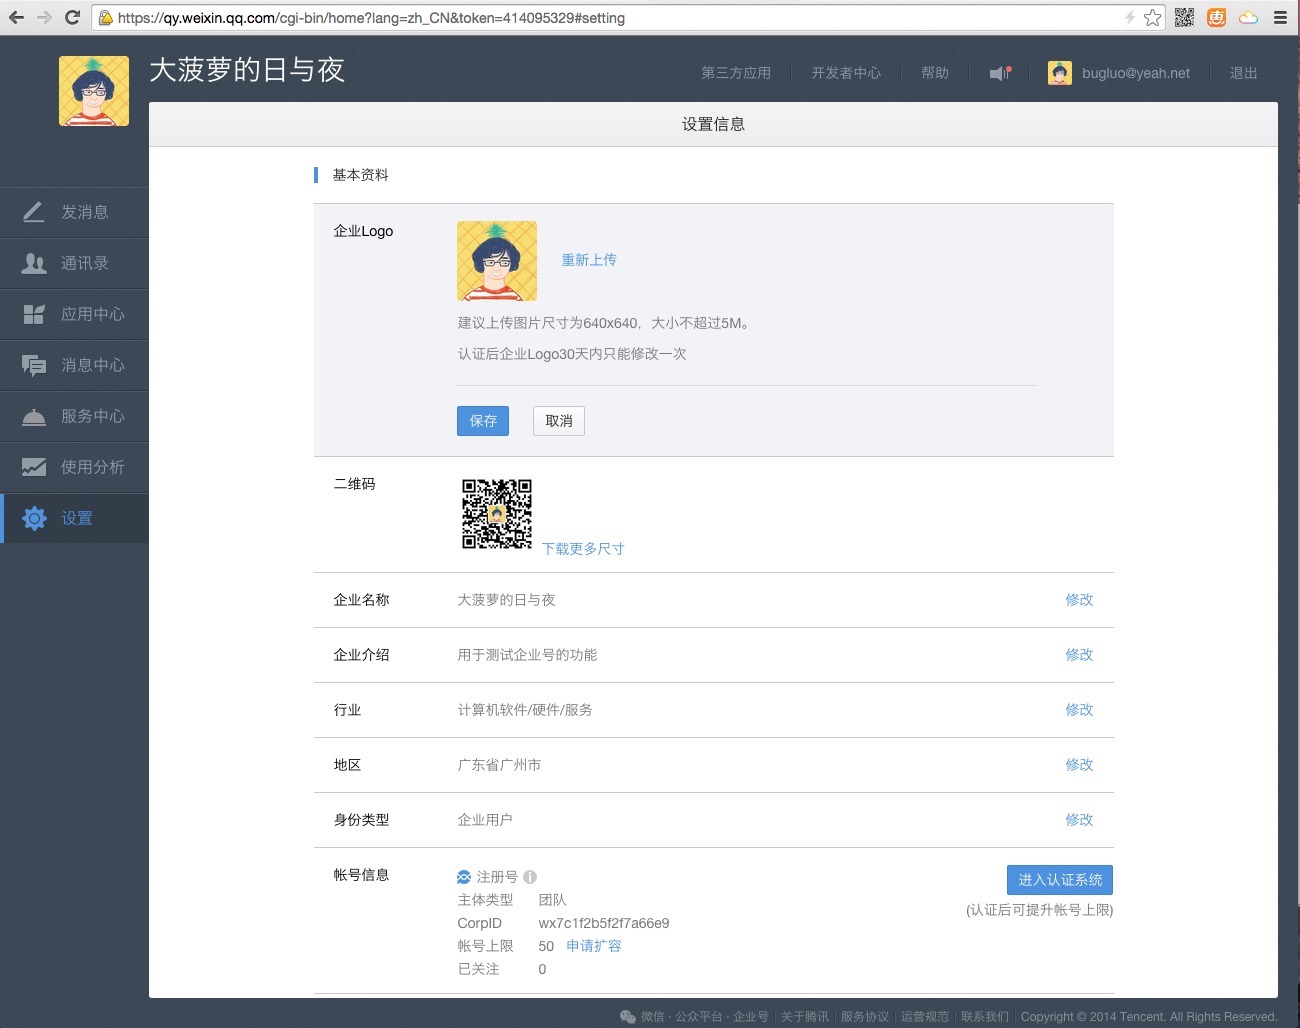 https://qy.weixin.qq.com/cgi-bin/home?lang=zh_CN&token=414095329#setting
惠
大菠萝的日与夜
第三方应用 开发者中心 帮助 bugluo@yeah.net 退出
设置信息
发消息
通讯录
应用中心
消息中心
服务中心
使用分析
设置
基本资料
企业Logo
重新上传
建议上传图片尺寸为640x640，大小不超过5M。
认证后企业Logo30天内只能修改一次
保存 取消
二维码
下载更多尺寸
企业名称 大菠萝的日与夜 修改
企业介绍 用于测试企业号的功能 修改
行业 计算机软件/硬件/服务 修改
地区 广东省广州市 修改
身份类型 企业用户 修改
帐号信息 注册号 进入认证系统
主体类型 团队 (认证后可提升帐号上限)
CorpID wx7c1f2b5f2f7a66e9
帐号上限 50 申请扩容
已关注 0
微信 · 公众平台 · 企业号 关于腾讯 服务协议 运营规范 联系我们 Copyright © 2014 Tencent. All Rights Reserved.